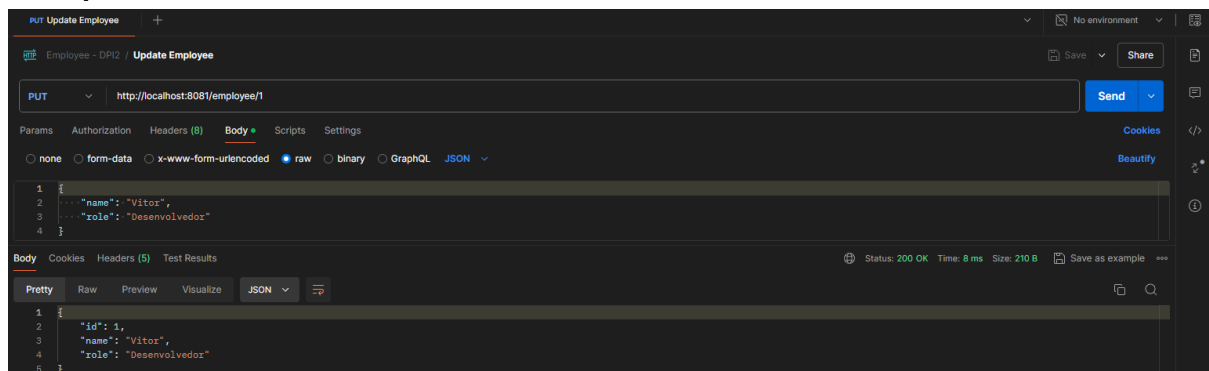 PUT Update Employee + No environment
HTTP Employee - DPI2 / Update Employee Save Share
PUT http://localhost:8081/employee/1 Send
Params Authorization Headers (8) Body Scripts Settings Cookies
none form-data x-www-form-urlencoded raw binary GraphQL JSON Beautify
1 {
2 "name": "Vitor",
3 "role": "Desenvolvedor"
4 }
Body Cookies Headers (5) Test Results Status: 200 OK Time: 8 ms Size: 210 B Save as example
Pretty Raw Preview Visualize JSON
1 {
2 "id": 1,
3 "name": "Vitor",
4 "role": "Desenvolvedor"
5 }